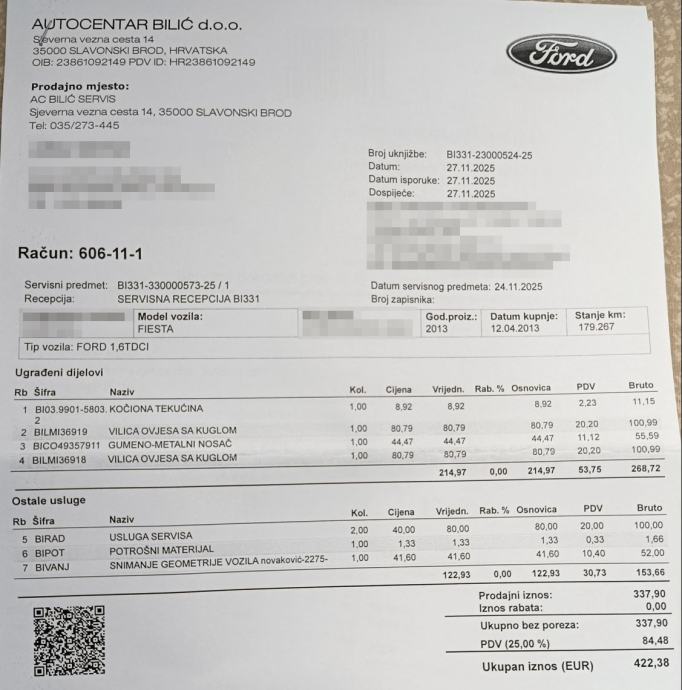 AUTOCENTAR BILIĆ d.o.o.
Sjeverna vezna cesta 14
35000 SLAVONSKI BROD, HRVATSKA
OIB: 23861092149 PDV ID: HR23861092149
Ford
Prodajno mjesto:
AC BILIĆ SERVIS
Sjeverna vezna cesta 14, 35000 SLAVONSKI BROD
Tel: 035/273-445
Broj uknjižbe: BI331-23000524-25
Datum: 27.11.2025
Datum isporuke: 27.11.2025
Dospijeće: 27.11.2025
Račun: 606-11-1
Servisni predmet: BI331-330000573-25 / 1
Recepcija: SERVISNA RECEPCIJA BI331
Datum servisnog predmeta: 24.11.2025
Broj zapisnika:
Model vozila: God.proiz.: Datum kupnje: Stanje km:
FIESTA 2013 12.04.2013 179.267
Tip vozila: FORD 1,6TDCI
Ugrađeni dijelovi
Rb Šifra Naziv Kol. Cijena Vrijedn. Rab. % Osnovica PDV Bruto
1 BI03.9901-5803. KOČIONA TEKUĆINA 1,00 8,92 8,92 8,92 2,23 11,15
2
2 BILMI36919 VILICA OVJESA SA KUGLOM 1,00 80,79 80,79 80,79 20,20 100,99
3 BICO49357911 GUMENO-METALNI NOSAČ 1,00 44,47 44,47 44,47 11,12 55,59
4 BILMI36918 VILICA OVJESA SA KUGLOM 1,00 80,79 80,79 80,79 20,20 100,99
214,97 0,00 214,97 53,75 268,72
Ostale usluge
Rb Šifra Naziv Kol. Cijena Vrijedn. Rab. % Osnovica PDV Bruto
5 BIRAD USLUGA SERVISA 2,00 40,00 80,00 80,00 20,00 100,00
6 BIPOT POTROŠNI MATERIJAL 1,00 1,33 1,33 1,33 0,33 1,66
7 BIVANJ SNIMANJE GEOMETRIJE VOZILA novaković-2275- 1,00 41,60 41,60 41,60 10,40 52,00
122,93 0,00 122,93 30,73 153,66
Prodajni iznos: 337,90
Iznos rabata: 0,00
Ukupno bez poreza: 337,90
PDV (25,00 %) 84,48
Ukupan iznos (EUR) 422,38